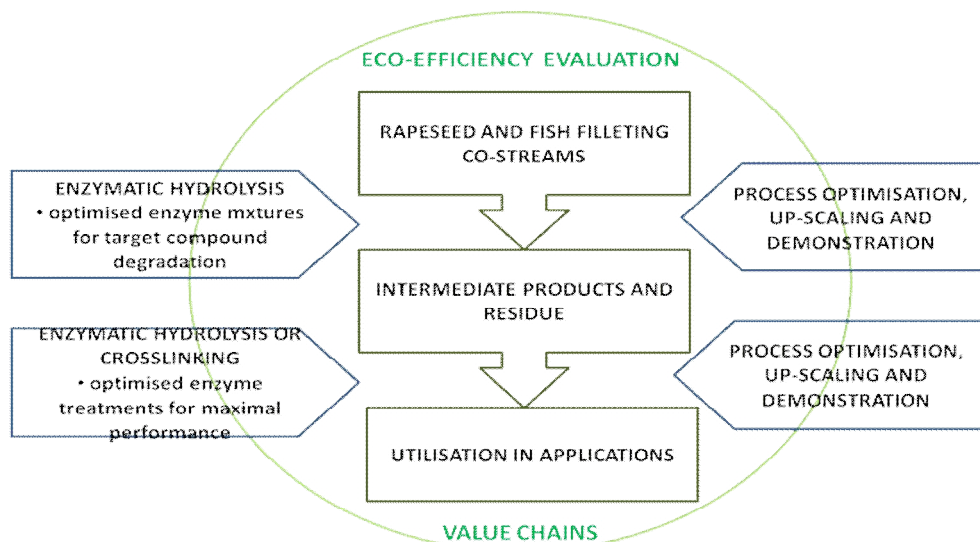 ECO-EFFICIENCY EVALUATION
RAPESEED AND FISH FILLETING
CO-STREAMS
ENZYMATIC HYDROLYSIS
• optimised enzyme mxtures
for target compound
degradation
PROCESS OPTIMISATION,
UP-SCALING AND
DEMONSTRATION
INTERMEDIATE PRODUCTS AND
RESIDUE
ENZYMATIC HYDROLYSIS OR
CROSSLINKING
• optimised enzyme
treatments for maximal
performance
PROCESS OPTIMISATION,
UP-SCALING AND
DEMONSTRATION
UTILISATION IN APPLICATIONS
VALUE CHAINS